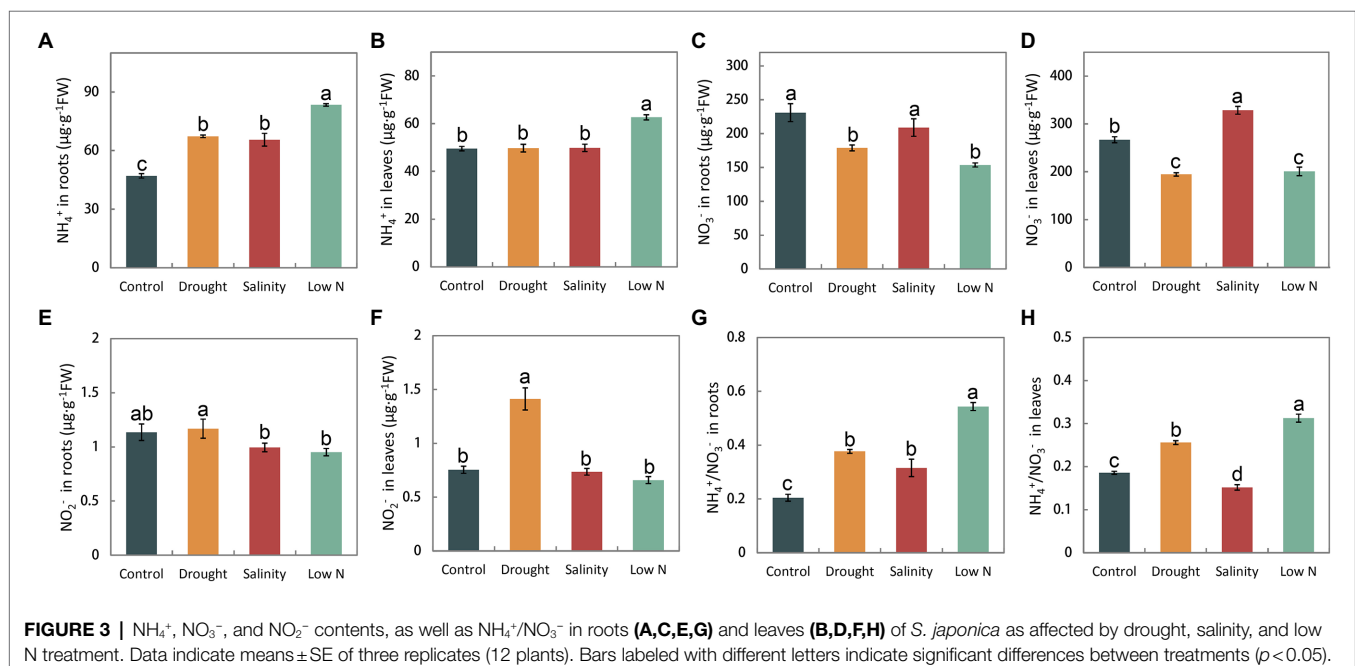 A
NH₄⁺ in roots (µg·g⁻¹FW)
90
60
30
0
c
b
b
a
Control Drought Salinity Low N
B
NH₄⁺ in leaves (µg·g⁻¹FW)
80
60
40
20
0
b
b
b
a
Control Drought Salinity Low N
C
NO₃⁻ in roots (µg·g⁻¹FW)
300
250
200
150
100
50
0
a
b
a
b
Control Drought Salinity Low N
D
NO₃⁻ in leaves (µg·g⁻¹FW)
400
300
200
100
0
b
c
a
c
Control Drought Salinity Low N
E
NO₂⁻ in roots (µg·g⁻¹FW)
2
1.5
1
0.5
0
ab
a
b
b
Control Drought Salinity Low N
F
NO₂⁻ in leaves (µg·g⁻¹FW)
2
1.5
1
0.5
0
b
a
b
b
Control Drought Salinity Low N
G
NH₄⁺/NO₃⁻ in roots
0.8
0.6
0.4
0.2
0
c
b
b
a
Control Drought Salinity Low N
H
NH₄⁺/NO₃⁻ in leaves
0.5
0.4
0.3
0.2
0.1
0
c
b
d
a
Control Drought Salinity Low N
FIGURE 3 | NH₄⁺, NO₃⁻, and NO₂⁻ contents, as well as NH₄⁺/NO₃⁻ in roots (A,C,E,G) and leaves (B,D,F,H) of S. japonica as affected by drought, salinity, and low
N treatment. Data indicate means ± SE of three replicates (12 plants). Bars labeled with different letters indicate significant differences between treatments (p < 0.05).